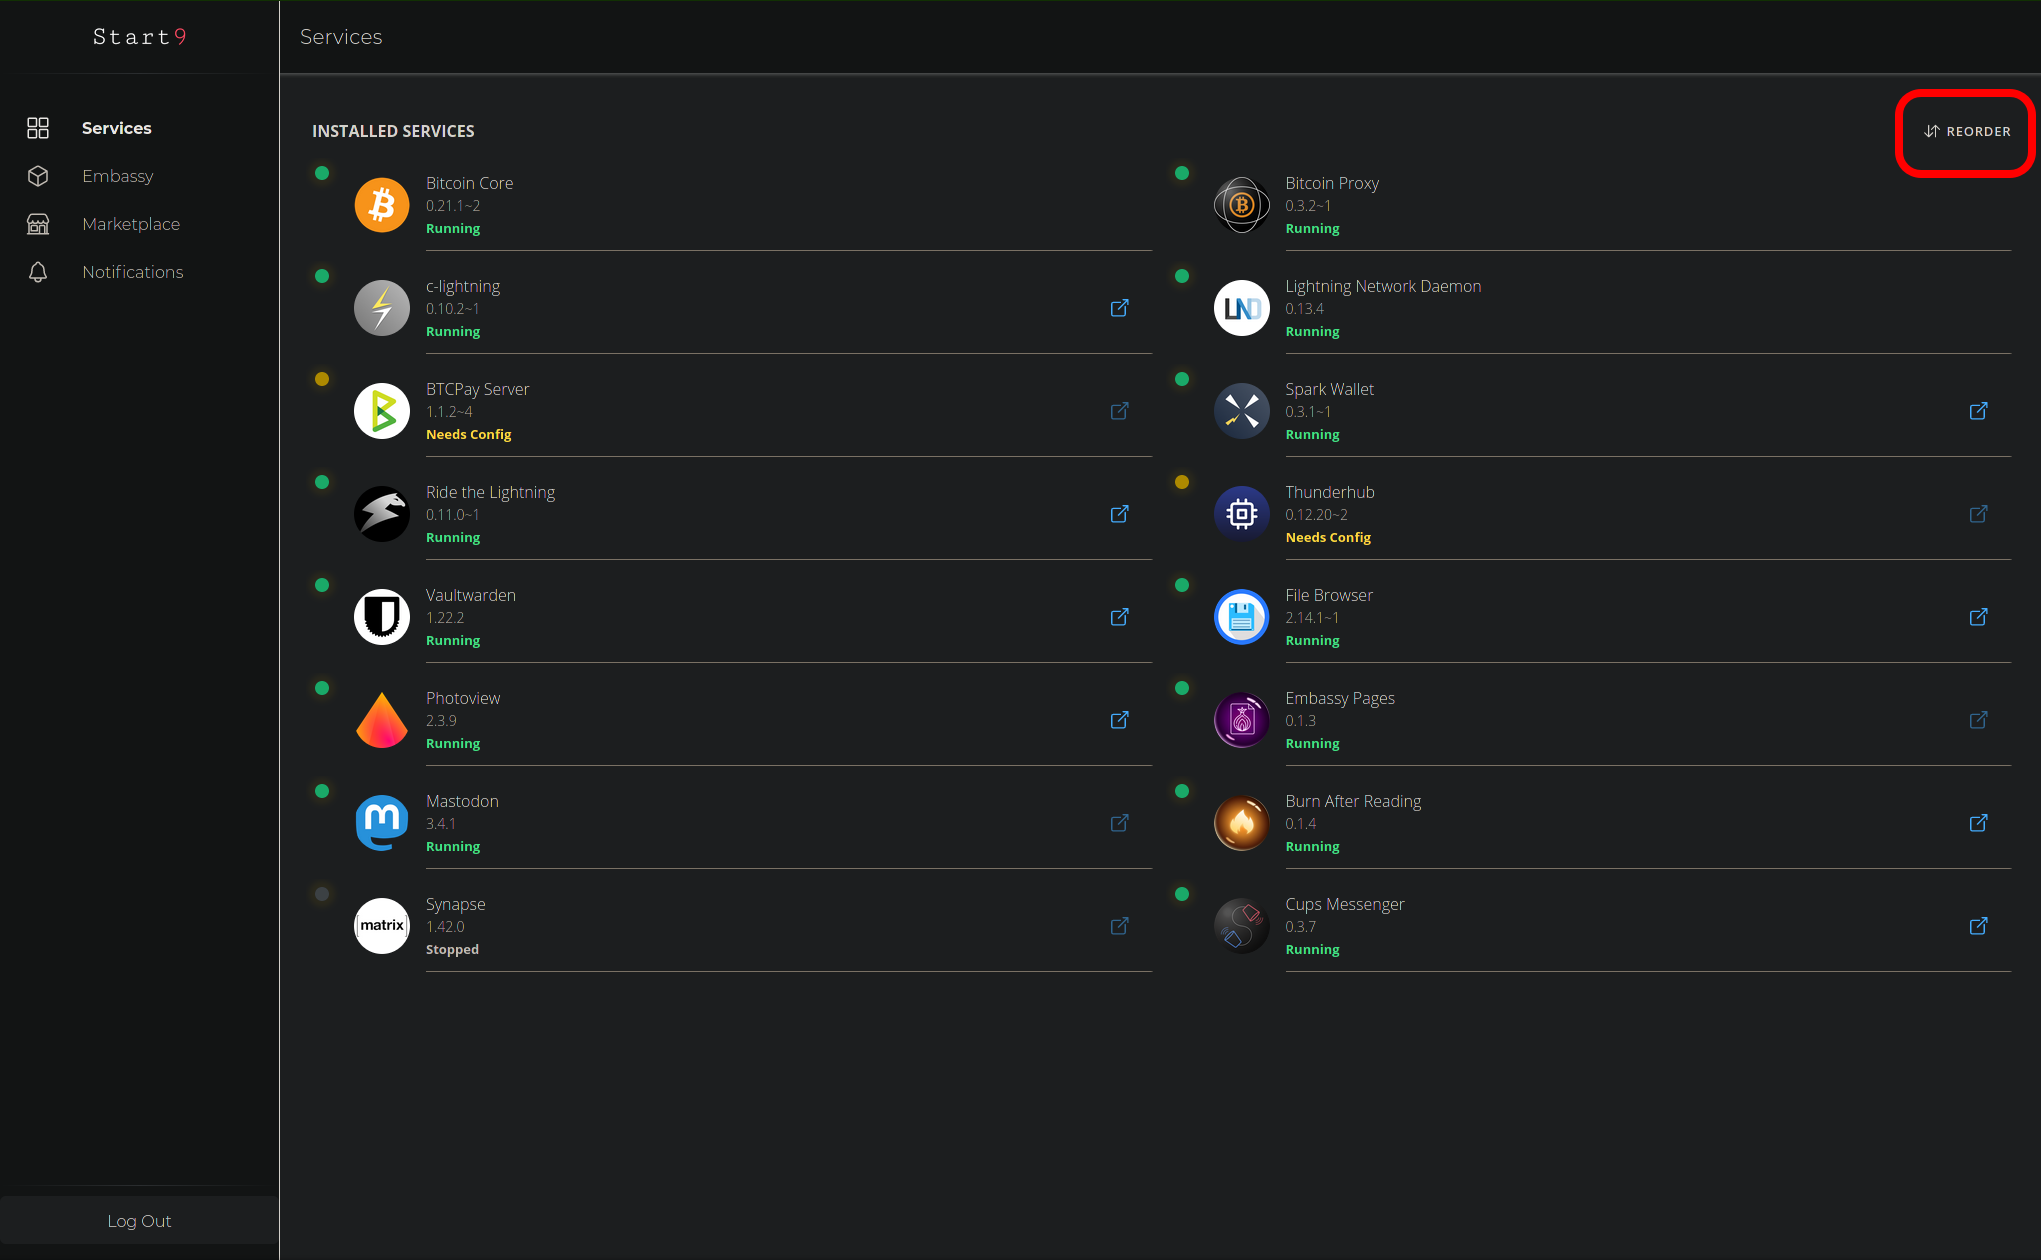 Start9
Services
Embassy
Marketplace
Notifications
Log Out
Services
INSTALLED SERVICES
REORDER
Bitcoin Core
0.21.1~2
Running
Bitcoin Proxy
0.3.2~1
Running
c-lightning
0.10.2~1
Running
LND
Lightning Network Daemon
0.13.4
Running
BTCPay Server
1.1.2~4
Needs Config
Spark Wallet
0.3.1~1
Running
Ride the Lightning
0.11.0~1
Running
Thunderhub
0.12.20~2
Needs Config
Vaultwarden
1.22.2
Running
File Browser
2.14.1~1
Running
Photoview
2.3.9
Running
Embassy Pages
0.1.3
Running
Mastodon
3.4.1
Running
Burn After Reading
0.1.4
Running
[matrix]
Synapse
1.42.0
Stopped
Cups Messenger
0.3.7
Running